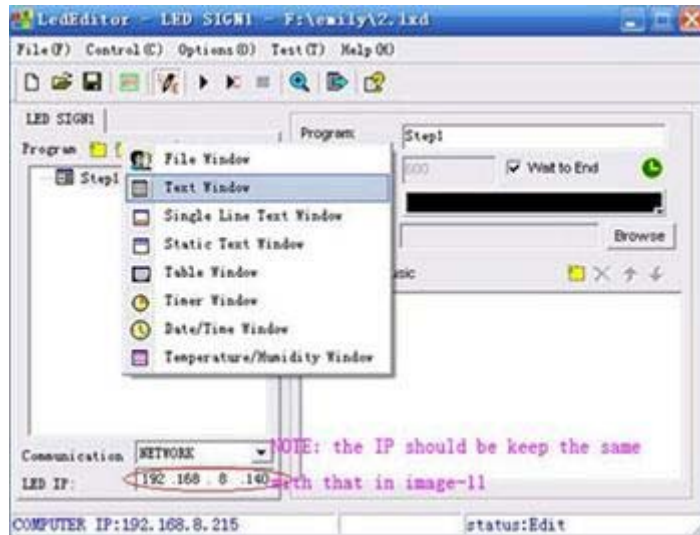 LedEditor - LED SIGN1 - F:\emily\2.lxd
File(F) Control(C) Options(O) Test(T) Help(H)
LED SIGN1
Program
Step1
File Window
Text Window
Single Line Text Window
Static Text Window
Table Window
Timer Window
Date/Time Window
Temperature/Humidity Window
Program: Step1
600 Wait to End
Browse
sic
Communication NETWORK
NOTE: the IP should be keep the same
LED IP: 192 .168 . 8 .140
with that in image-11
COMPUTER IP:192.168.8.215 status:Edit